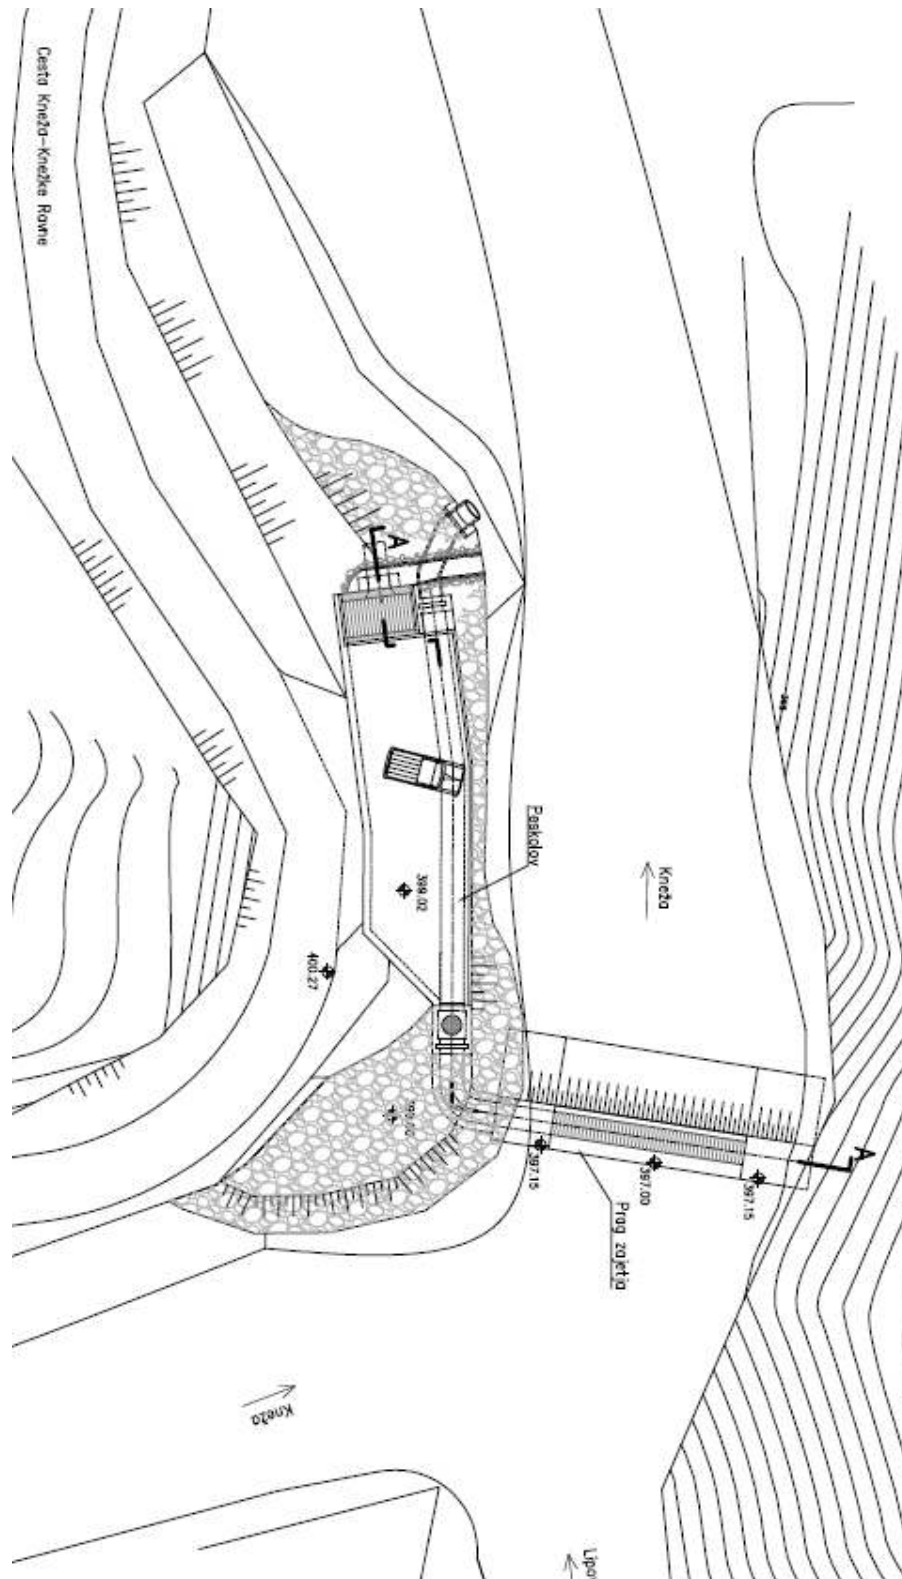 Cesta Kneža-Knežke Ravne
A
Peskolov
Kneža
399.02
400.27
397.15
397.00
397.15
A
Prag zajetja
Kneža